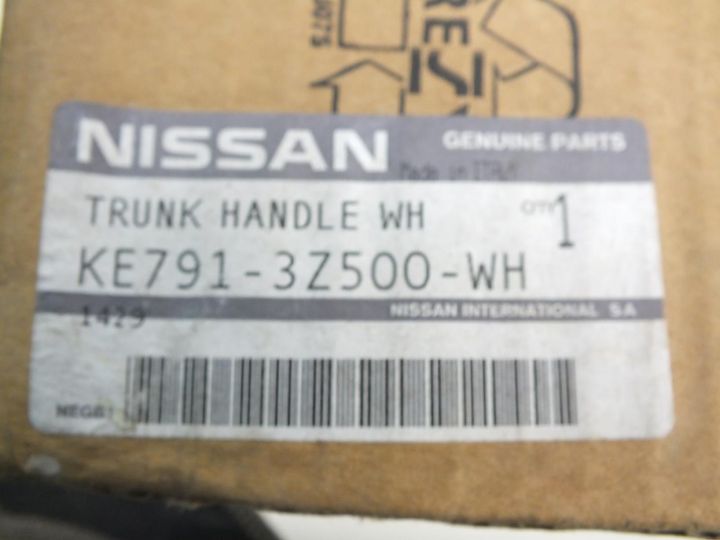 NISSAN
GENUINE PARTS
Made in ITALY
TRUNK HANDLE WH
QTY 1
KE791-3Z500-WH
1429
NISSAN INTERNATIONAL SA